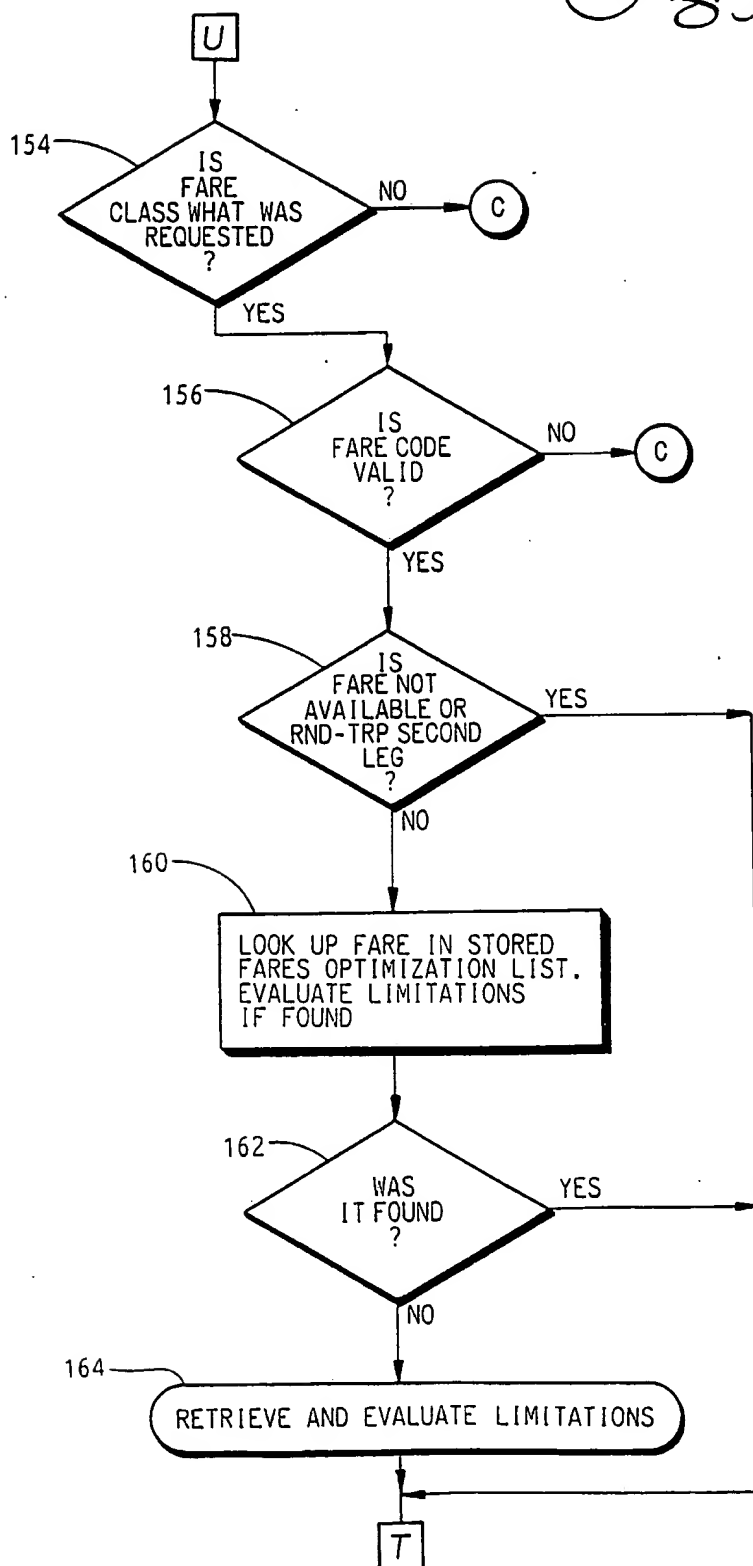 U
154
IS
FARE
CLASS WHAT WAS
REQUESTED
?
NO
C
YES
156
IS
FARE CODE
VALID
?
NO
C
YES
158
IS
FARE NOT
AVAILABLE OR
RND-TRP SECOND
LEG
?
YES
NO
160
LOOK UP FARE IN STORED
FARES OPTIMIZATION LIST.
EVALUATE LIMITATIONS
IF FOUND
162
WAS
IT FOUND
?
YES
NO
164
RETRIEVE AND EVALUATE LIMITATIONS
T